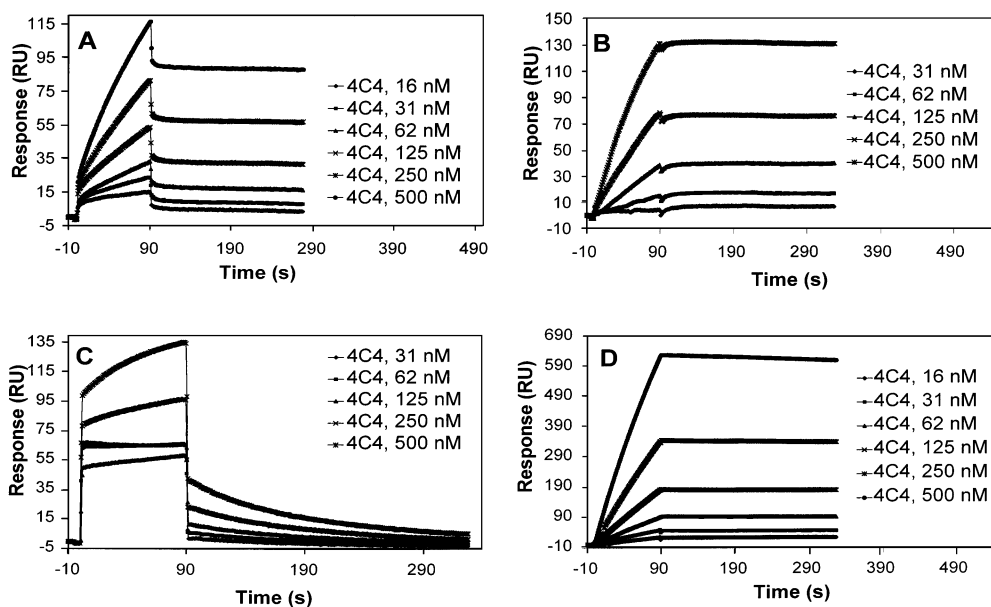 A
Response (RU)
115
95
75
55
35
15
-5
-10 90 190 290 390 490
Time (s)
4C4, 16 nM
4C4, 31 nM
4C4, 62 nM
4C4, 125 nM
4C4, 250 nM
4C4, 500 nM
B
Response (RU)
150
130
110
90
70
50
30
10
-10
-10 90 190 290 390 490
Time (s)
4C4, 31 nM
4C4, 62 nM
4C4, 125 nM
4C4, 250 nM
4C4, 500 nM
C
Response (RU)
135
115
95
75
55
35
15
-5
-10 90 190 290
Time (s)
4C4, 31 nM
4C4, 62 nM
4C4, 125 nM
4C4, 250 nM
4C4, 500 nM
D
Response (RU)
690
590
490
390
290
190
90
-10
-10 90 190 290 390 490
Time (s)
4C4, 16 nM
4C4, 31 nM
4C4, 62 nM
4C4, 125 nM
4C4, 250 nM
4C4, 500 nM